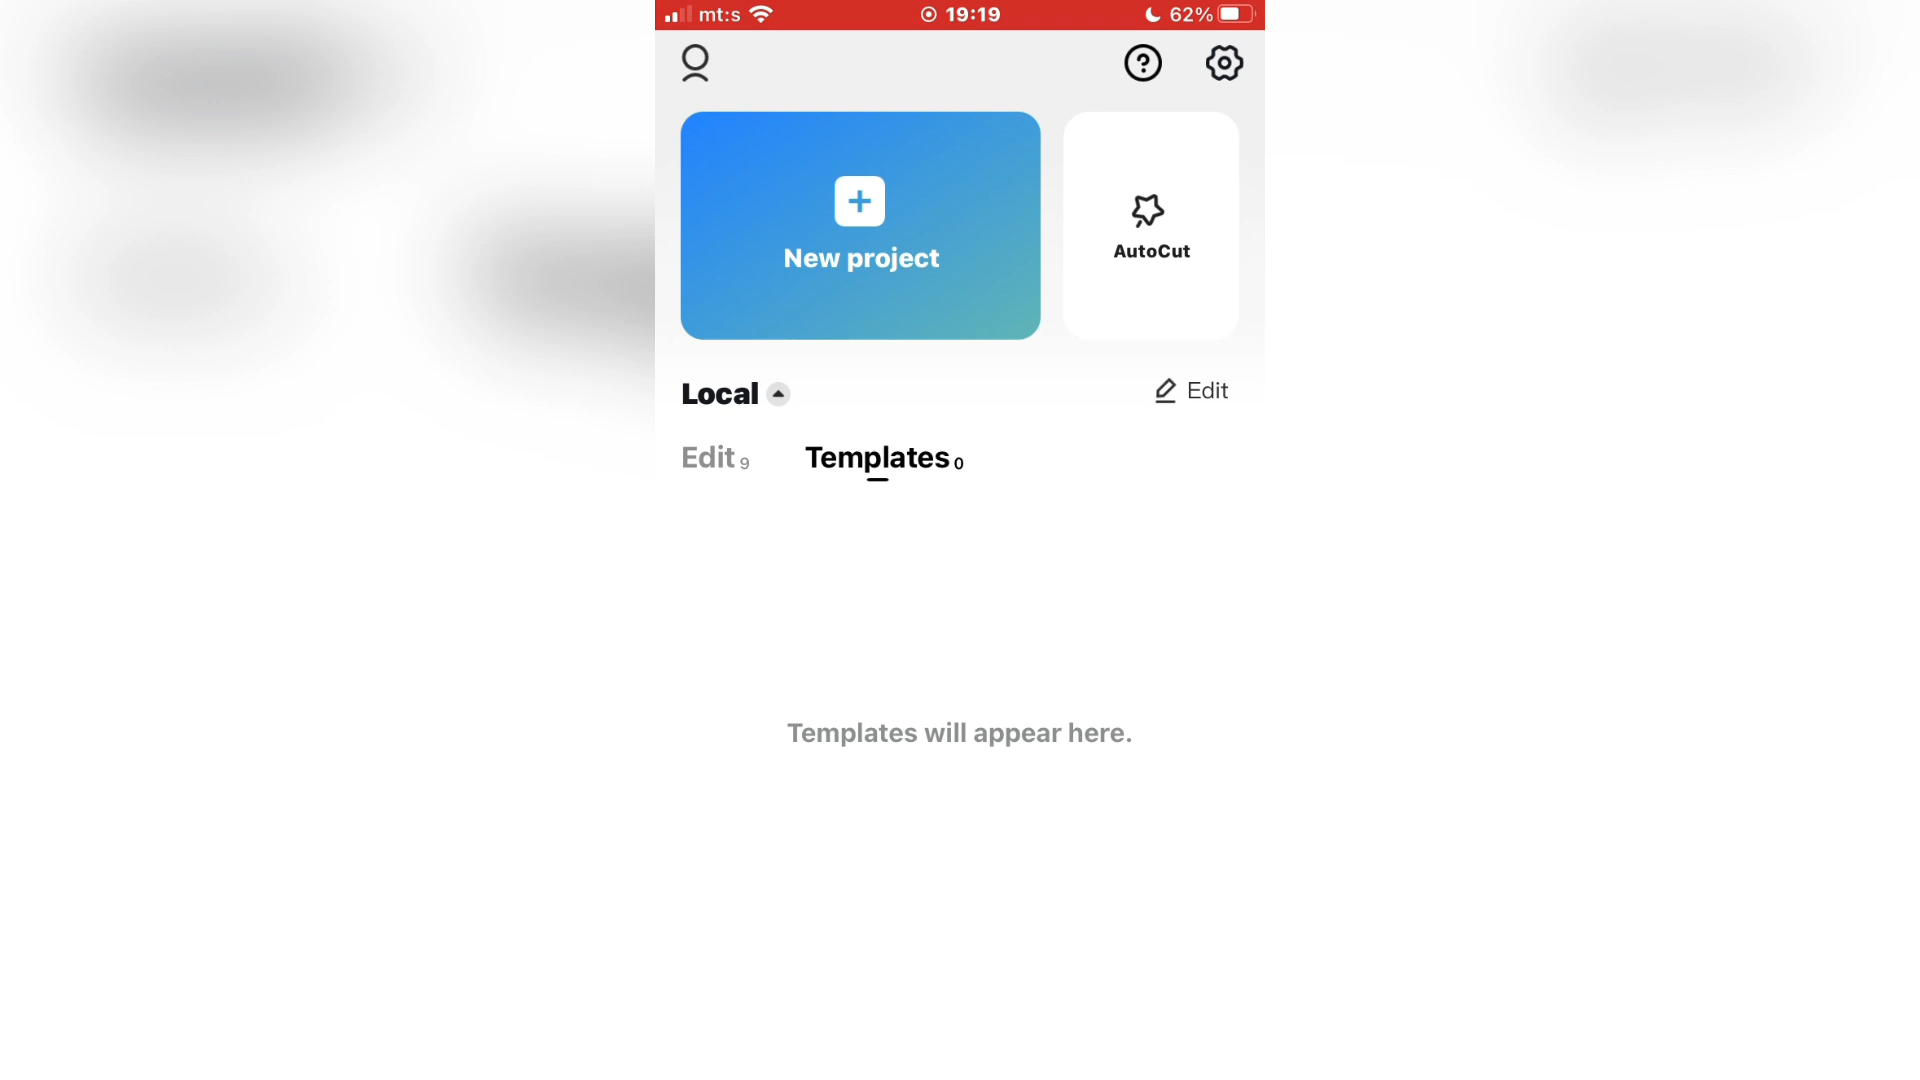 mt:s 19:19 62%
New project
AutoCut
Local Edit
Edit 9 Templates 0
Templates will appear here.